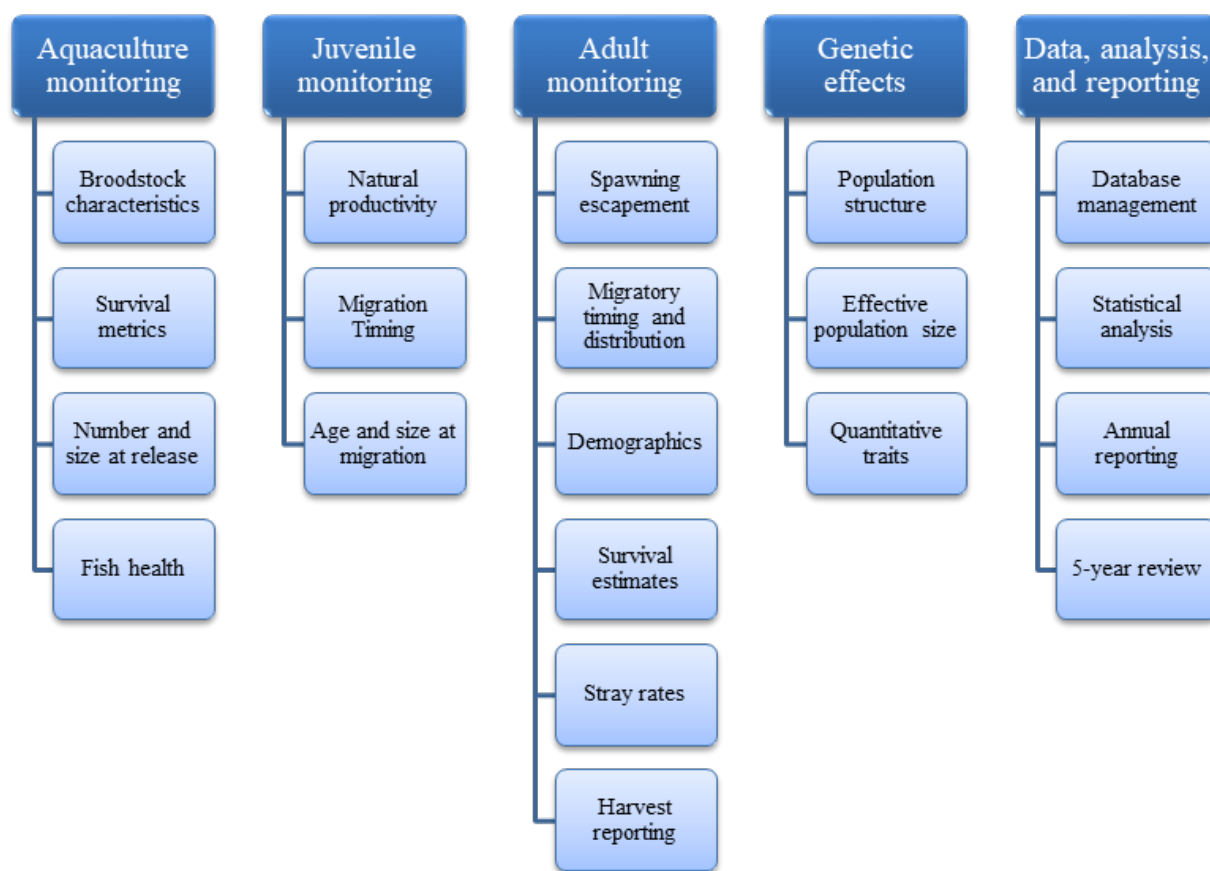 Aquaculture
monitoring
Broodstock
characteristics
Survival
metrics
Number and
size at release
Fish health
Juvenile
monitoring
Natural
productivity
Migration
Timing
Age and size at
migration
Adult
monitoring
Spawning
escapement
Migratory
timing and
distribution
Demographics
Survival
estimates
Stray rates
Harvest
reporting
Genetic
effects
Population
structure
Effective
population size
Quantitative
traits
Data, analysis,
and reporting
Database
management
Statistical
analysis
Annual
reporting
5-year review